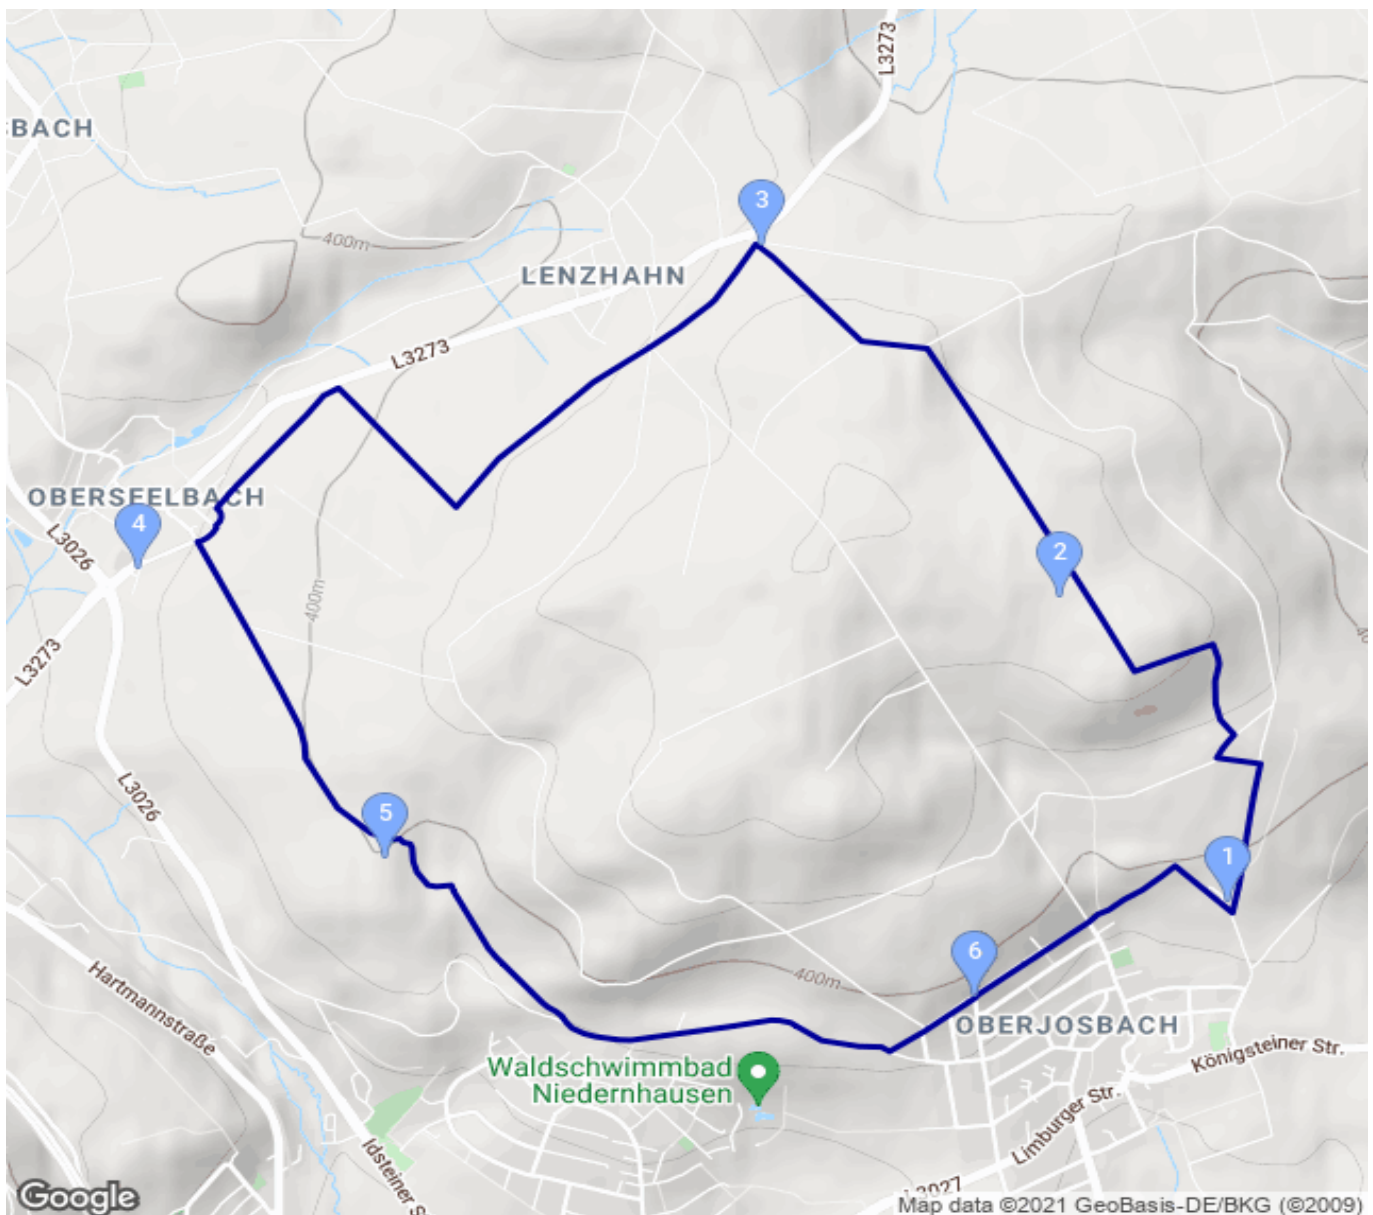 L3273
BACH
3
400m
LENZHAHN
L3273
OBERSEELBACH
4
L3026
2
400m
L3273
L3026
5
1
6
400m
Hartmannstraße
OBERJOSBACH
Königsteiner Str.
Waldschwimmbad
Niedernhausen
Limburger Str.
Idsteiner S
L3027
Google
Map data ©2021 GeoBasis-DE/BKG (©2009)